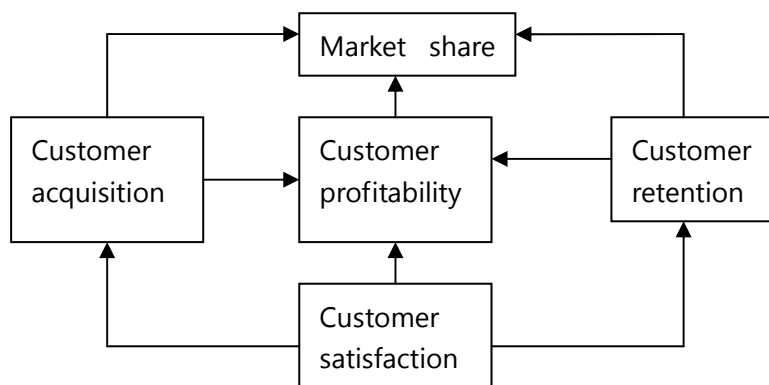 Market share
Customer
acquisition
Customer
profitability
Customer
retention
Customer
satisfaction